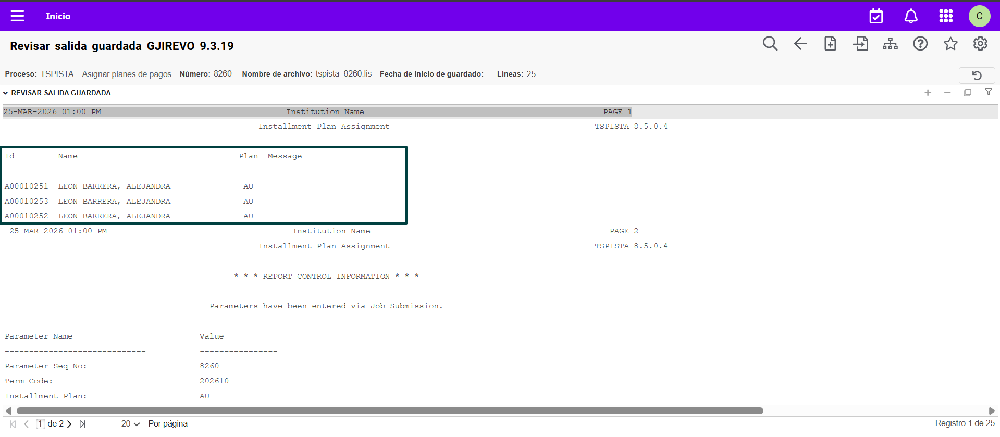 Inicio
C
Revisar salida guardada GJIREVO 9.3.19
Proceso: TSPISTA Asignar planes de pagos Número: 8260 Nombre de archivo: tspista_8260.lis Fecha de inicio de guardado: Líneas: 25
REVISAR SALIDA GUARDADA
25-MAR-2026 01:00 PM Institution Name PAGE 1
Installment Plan Assignment TSPISTA 8.5.0.4
Id Name Plan Message
--------- ----------------------------------- ---- --------------------------
A00010251 LEON BARRERA, ALEJANDRA AU
A00010253 LEON BARRERA, ALEJANDRA AU
A00010252 LEON BARRERA, ALEJANDRA AU
25-MAR-2026 01:00 PM Institution Name PAGE 2
Installment Plan Assignment TSPISTA 8.5.0.4
* * * REPORT CONTROL INFORMATION * * *
Parameters have been entered via Job Submission.
Parameter Name Value
----------------------------- ----------------
Parameter Seq No: 8260
Term Code: 202610
Installment Plan: AU
1 de 2 20 Por página Registro 1 de 25